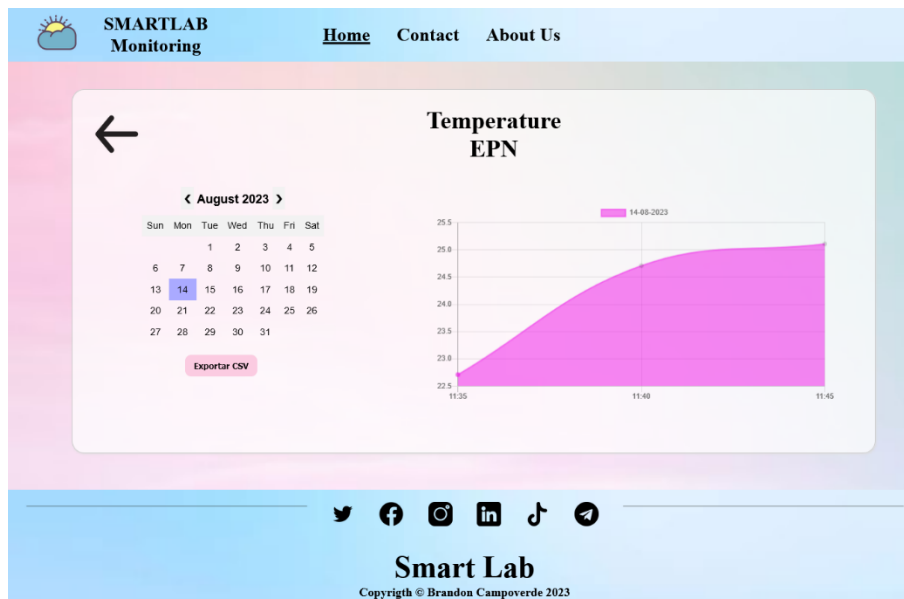 SMARTLAB
Monitoring
Home Contact About Us
Temperature
EPN
❮ August 2023 ❯
Sun Mon Tue Wed Thu Fri Sat
1 2 3 4 5
6 7 8 9 10 11 12
13 14 15 16 17 18 19
20 21 22 23 24 25 26
27 28 29 30 31
Exportar CSV
14-08-2023
25.5
25.0
24.5
24.0
23.5
23.0
22.5
11:35 11:40 11:45
in
Smart Lab
Copyrigth © Brandon Campoverde 2023